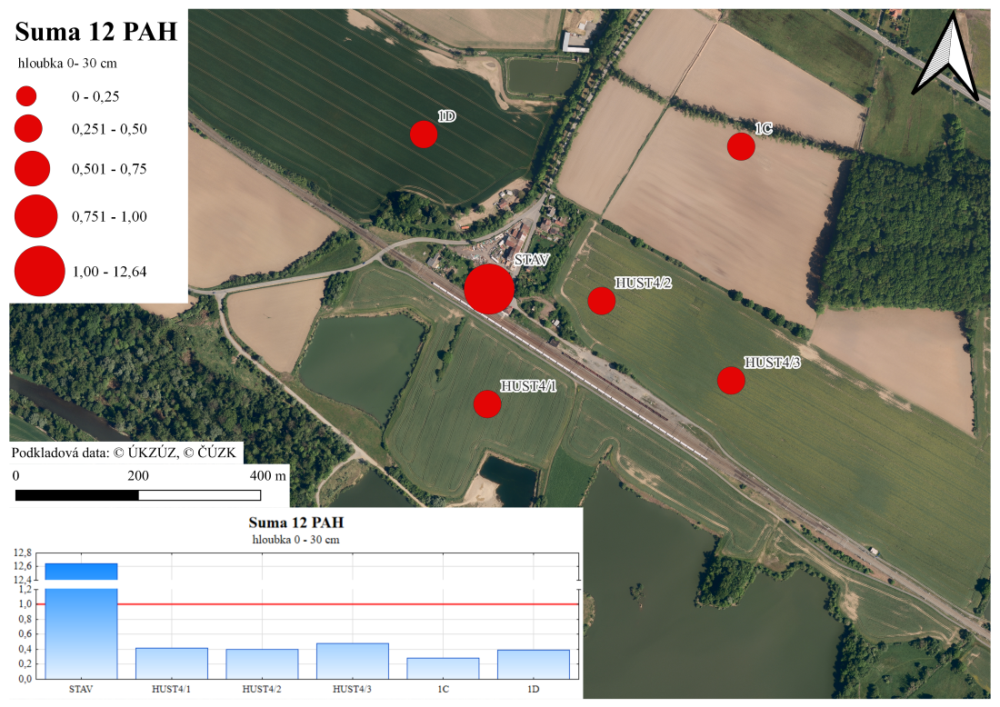 Suma 12 PAH
hloubka 0- 30 cm
0 - 0,25
0,251 - 0,50
0,501 - 0,75
0,751 - 1,00
1,00 - 12,64
1D
1C
STAV
HUST4/2
HUST4/3
HUST4/1
Podkladová data: © ÚKZÚZ, © ČÚZK
0 200 400 m
Suma 12 PAH
hloubka 0 - 30 cm
12,8
12,6
12,4
1,2
1,0
0,8
0,6
0,4
0,2
0,0
STAV HUST4/1 HUST4/2 HUST4/3 1C 1D